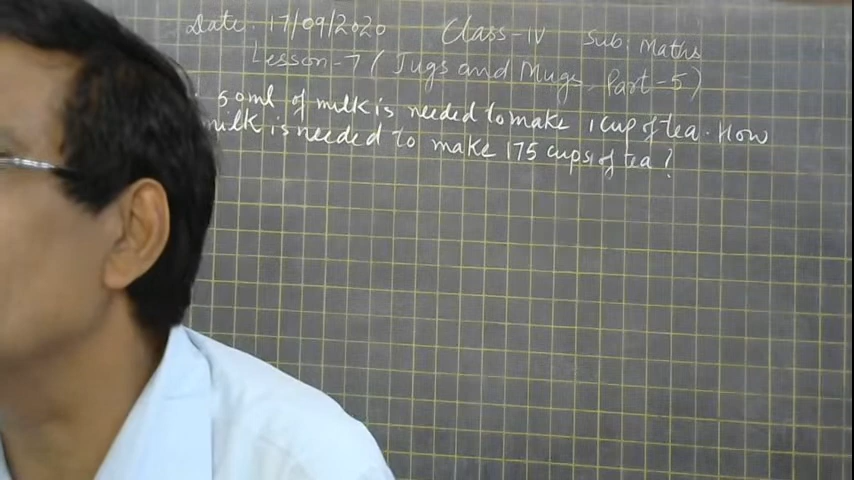 Date: 17/09/2020 Class-IV Sub: Maths
Lesson-7 (Jugs and Mugs, Part-5)
50ml of milk is needed to make 1 cup of tea. How
milk is needed to make 175 cups of tea?